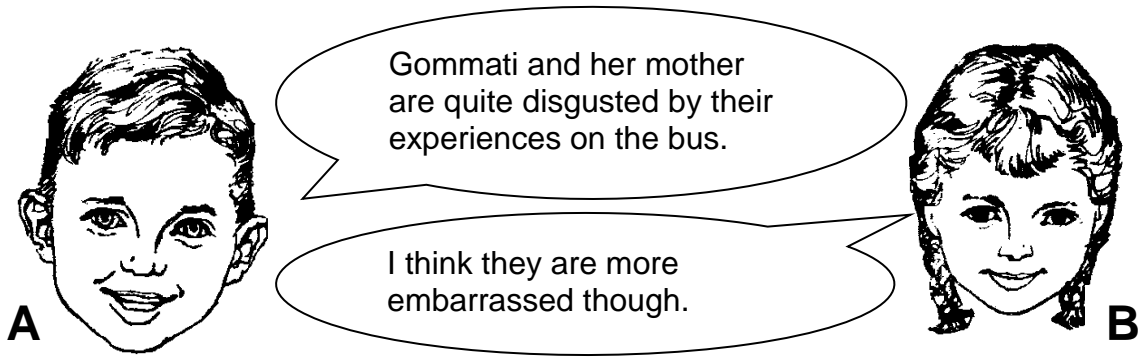 Gommati and her mother
are quite disgusted by their
experiences on the bus.
I think they are more
embarrassed though.
A
B